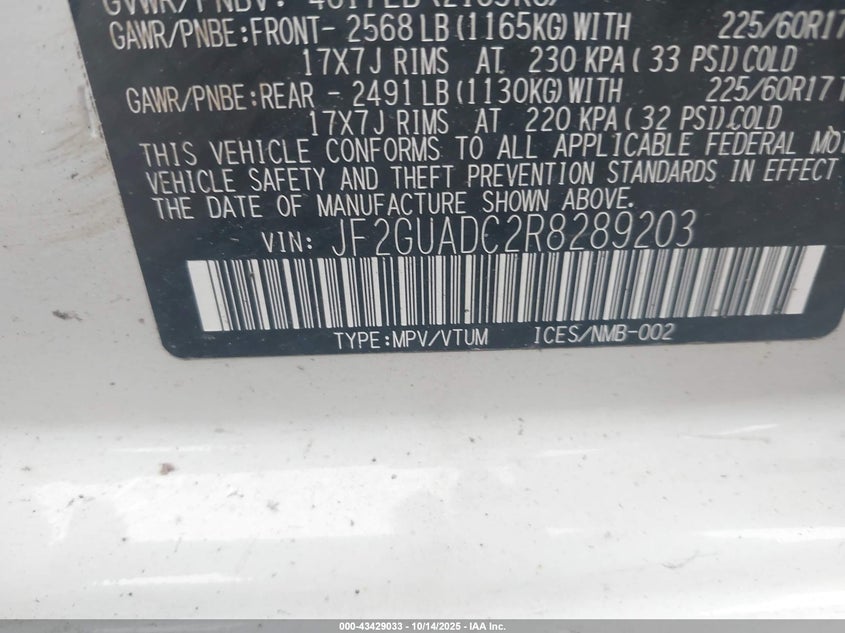 GVWR/PNBV:
GAWR/PNBE:FRONT- 2568 LB(1165KG)WITH 225/60R17
17X7J RIMS AT 230 KPA( 33 PSI)COLD
GAWR/PNBE:REAR - 2491 LB(1130KG)WITH 225/60R17
17X7J RIMS AT 220 KPA( 32 PSI)COLD
THIS VEHICLE CONFORMS TO ALL APPLICABLE FEDERAL MOT
VEHICLE SAFETY AND THEFT PREVENTION STANDARDS IN EFFECT
THE DATE OF MANUFACTURE SHOWN ABOVE.
VIN: JF2GUADC2R8289203
TYPE:MPV/VTUM ICES/NMB-002
000-43429033 - 10/14/2025 - IAA Inc.